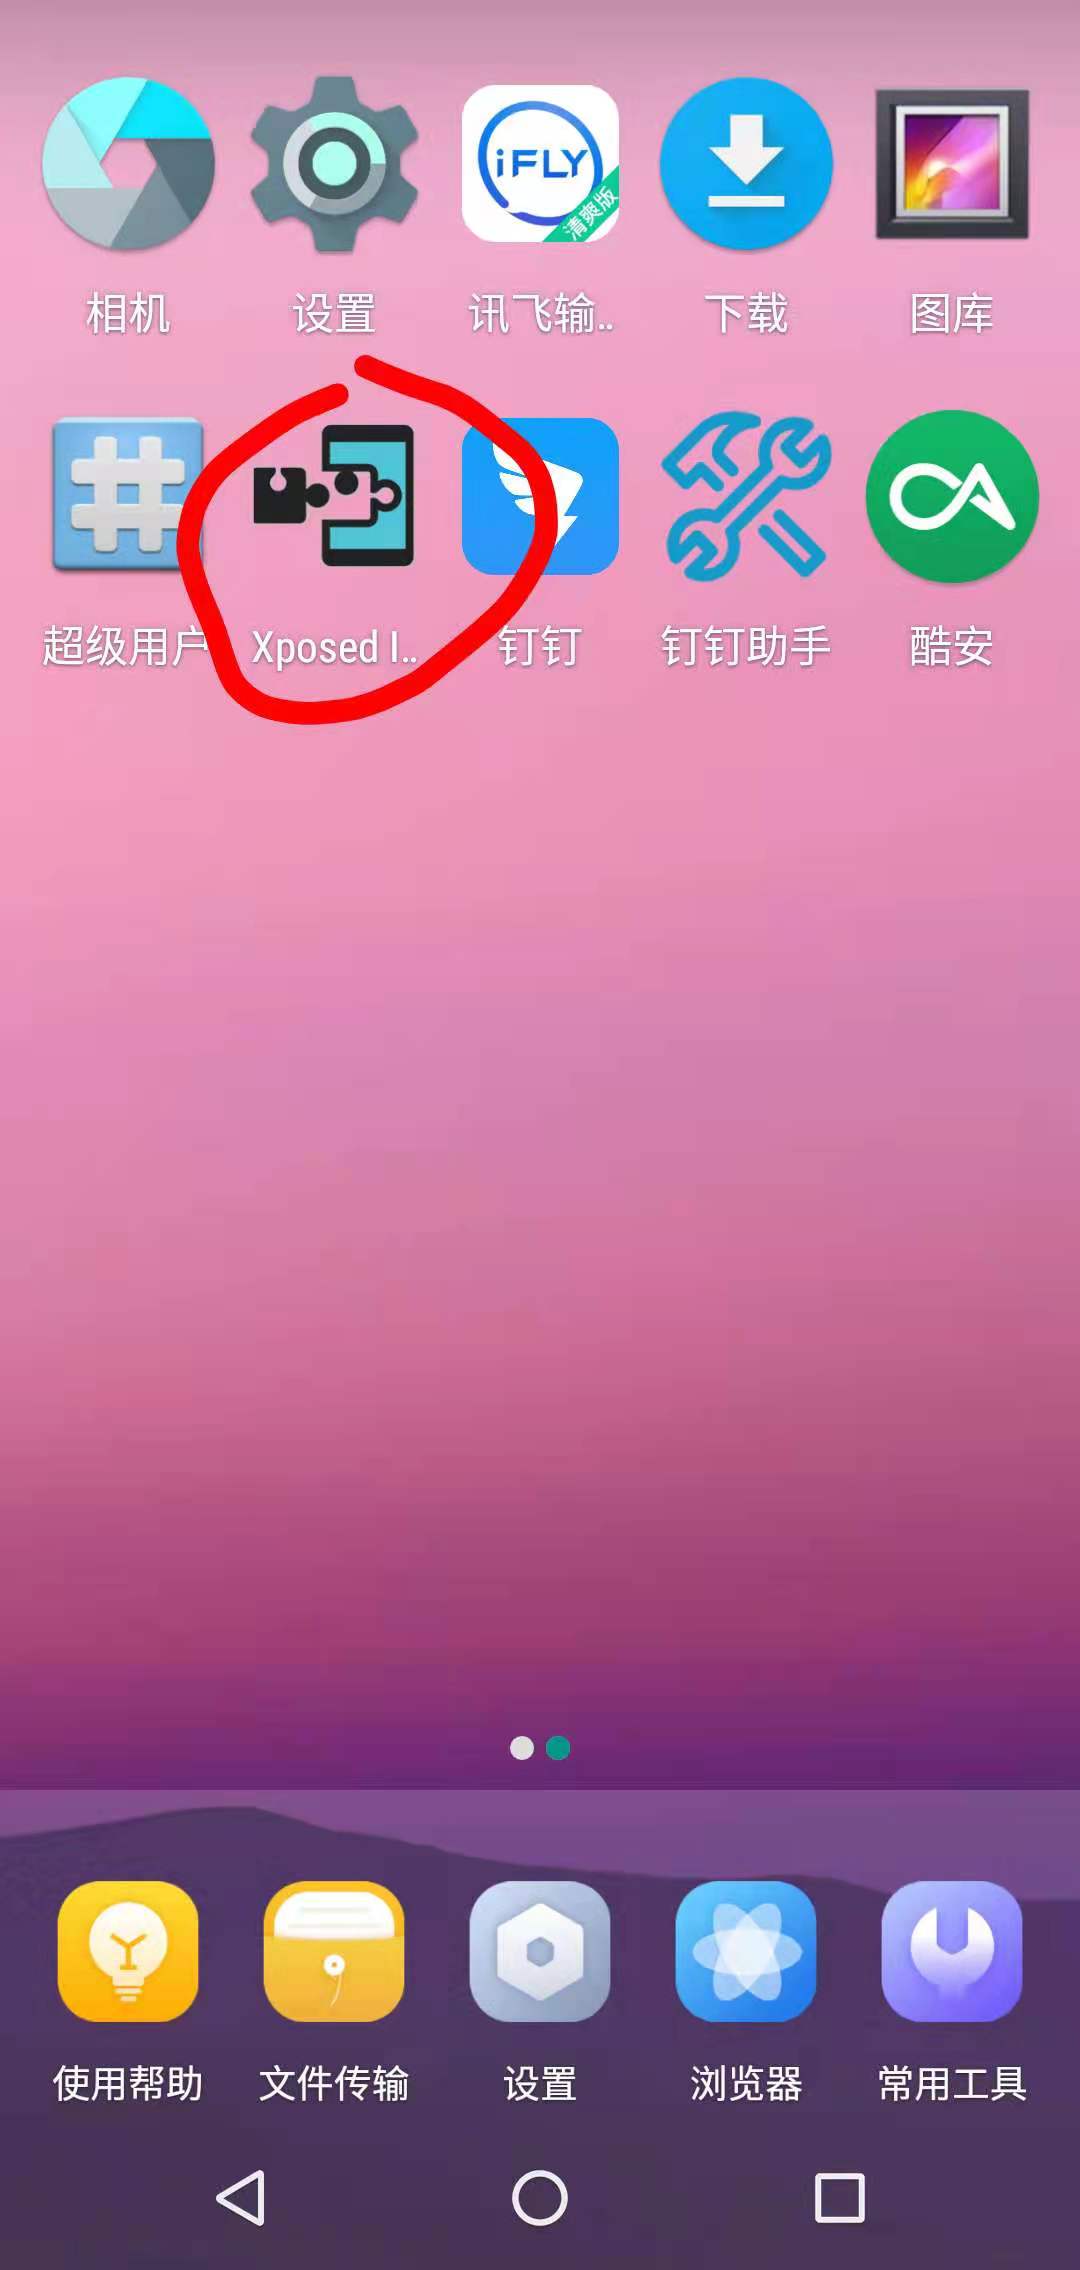 iFLY
清爽版
相机
设置
讯飞输..
下载
图库
超级用户
Xposed I..
钉钉
钉钉助手
酷安
使用帮助
文件传输
设置
浏览器
常用工具